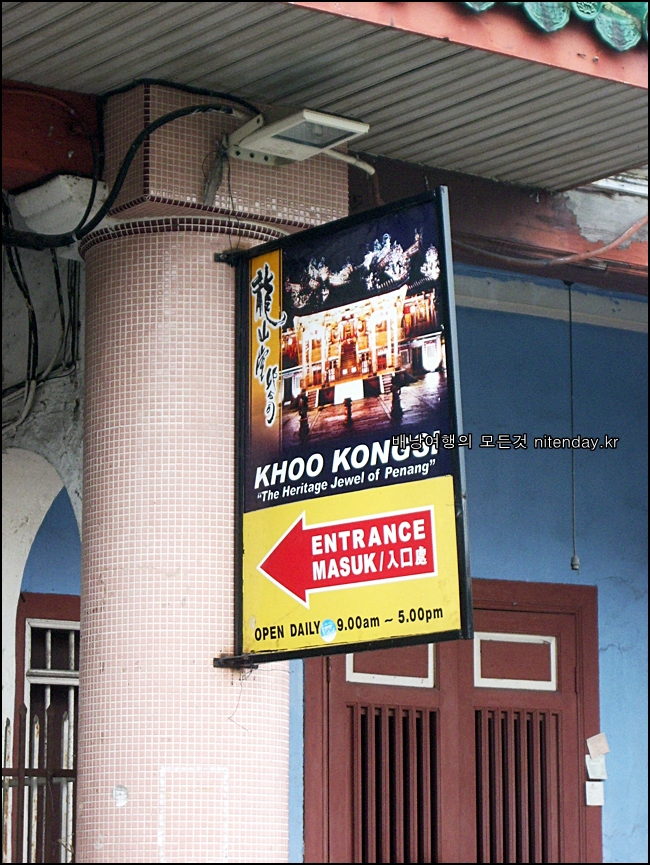 龍山堂邱公司
배낭여행의 모든것 nitenday.kr
KHOO KONGSI
"The Heritage Jewel of Penang"
ENTRANCE
MASUK/入口處
OPEN DAILY 9.00am ~ 5.00pm